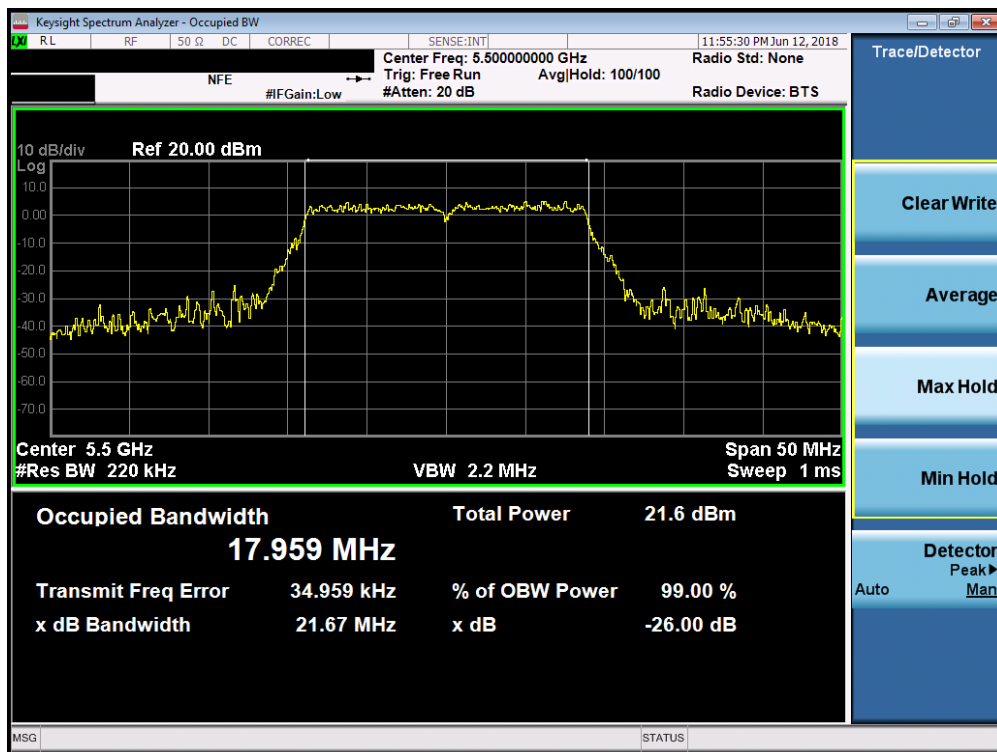 Keysight Spectrum Analyzer - Occupied BW
LXI RL RF 50 Ω DC CORREC SENSE:INT 11:55:30 PM Jun 12, 2018
Center Freq: 5.500000000 GHz Radio Std: None
NFE Trig: Free Run Avg|Hold: 100/100
#IFGain:Low #Atten: 20 dB Radio Device: BTS
10 dB/div Ref 20.00 dBm
Log
10.0
0.00
-10.0
-20.0
-30.0
-40.0
-50.0
-60.0
-70.0
Center 5.5 GHz Span 50 MHz
#Res BW 220 kHz VBW 2.2 MHz Sweep 1 ms
Occupied Bandwidth Total Power 21.6 dBm
17.959 MHz
Transmit Freq Error 34.959 kHz % of OBW Power 99.00 %
x dB Bandwidth 21.67 MHz x dB -26.00 dB
MSG STATUS
Trace/Detector
Clear Write
Average
Max Hold
Min Hold
Detector
Peak▶
Auto Man